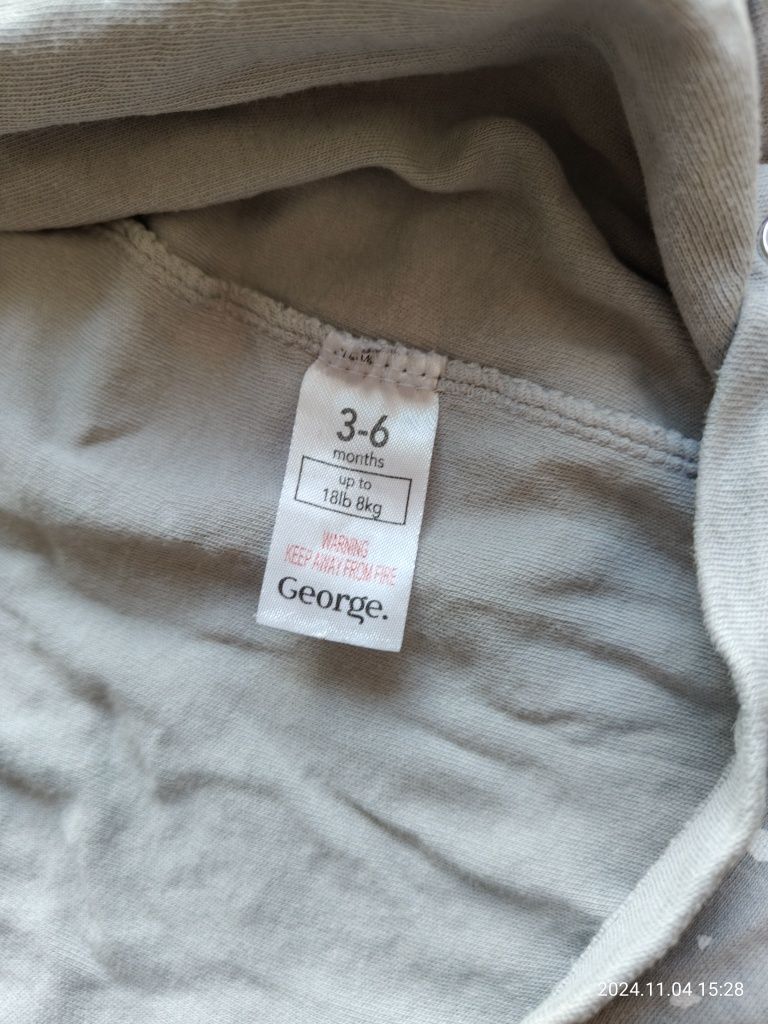 3-6
months
up to
18lb 8kg
WARNING
KEEP AWAY FROM FIRE
George.
2024.11.04 15:28